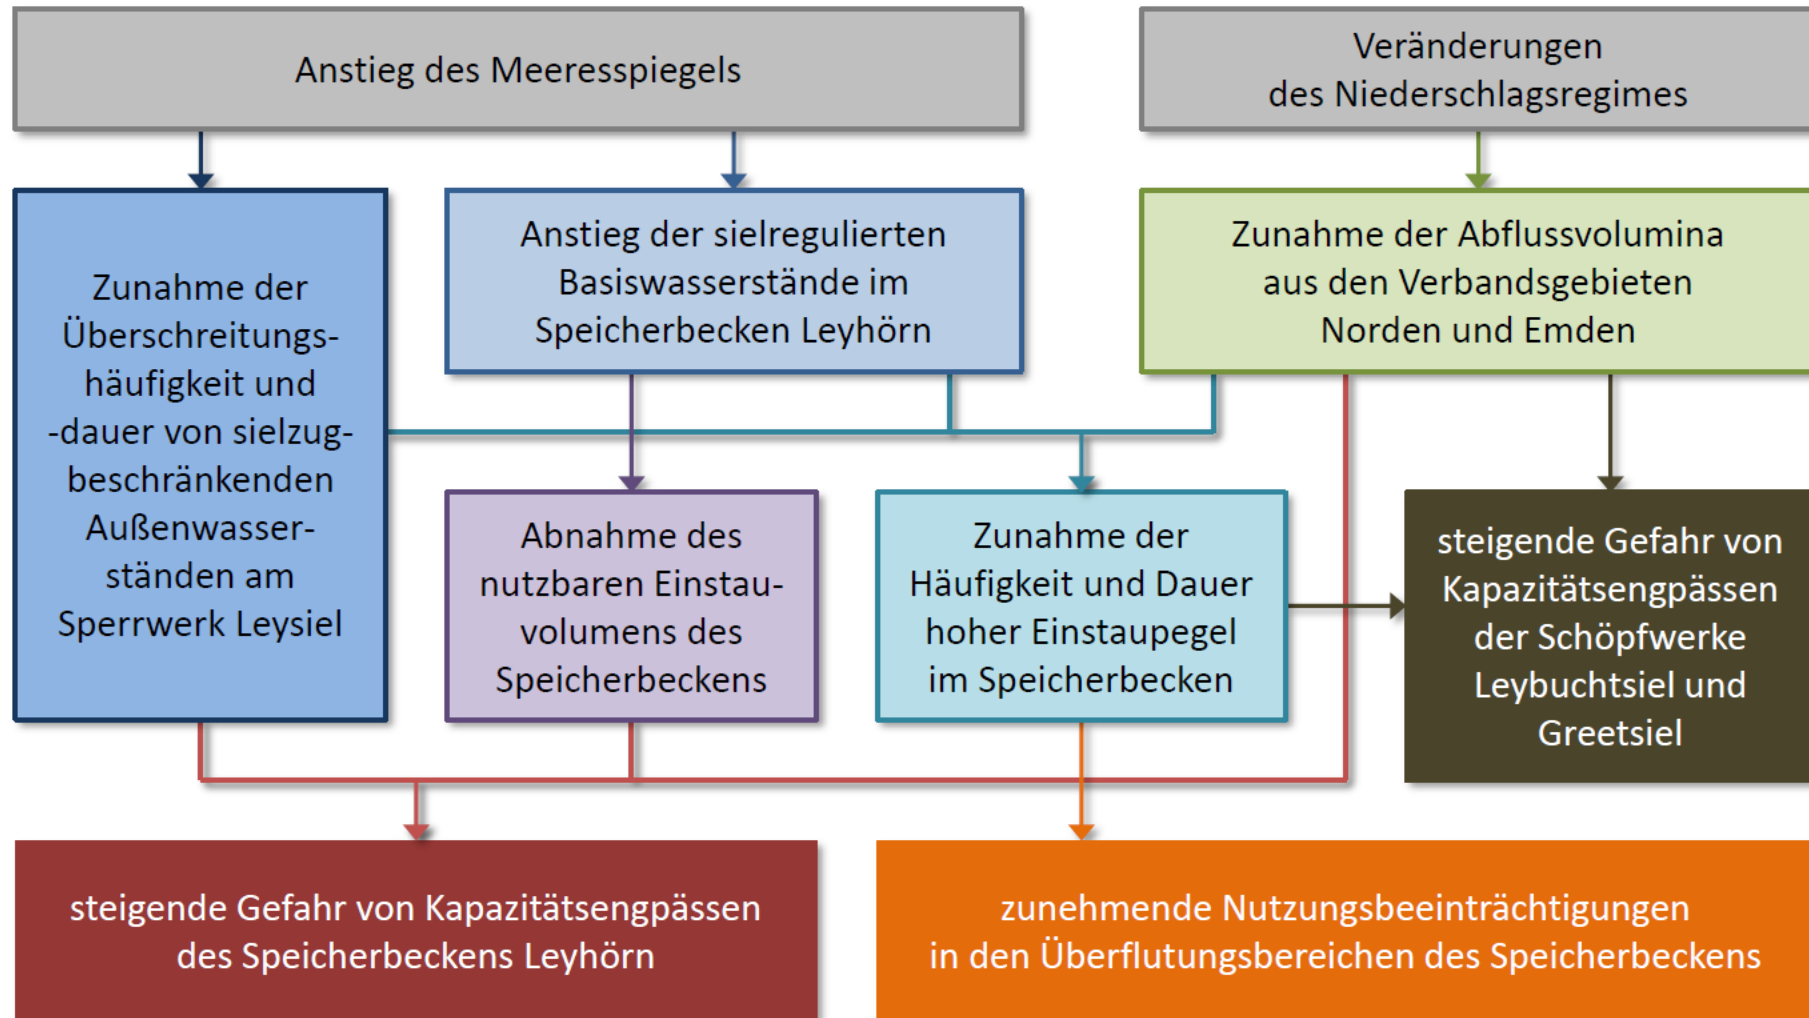 Anstieg des Meeresspiegels
Veränderungen
des Niederschlagsregimes
Zunahme der
Überschreitungs-
häufigkeit und
-dauer von sielzug-
beschränkenden
Außenwasser-
ständen am
Sperrwerk Leysiel
Anstieg der sielregulierten
Basiswasserstände im
Speicherbecken Leyhörn
Zunahme der Abflussvolumina
aus den Verbandsgebieten
Norden und Emden
Abnahme des
nutzbaren Einstau-
volumens des
Speicherbeckens
Zunahme der
Häufigkeit und Dauer
hoher Einstaupegel
im Speicherbecken
steigende Gefahr von
Kapazitätsengpässen
der Schöpfwerke
Leybuchtsiel und
Greetsiel
steigende Gefahr von Kapazitätsengpässen
des Speicherbeckens Leyhörn
zunehmende Nutzungsbeeinträchtigungen
in den Überflutungsbereichen des Speicherbeckens